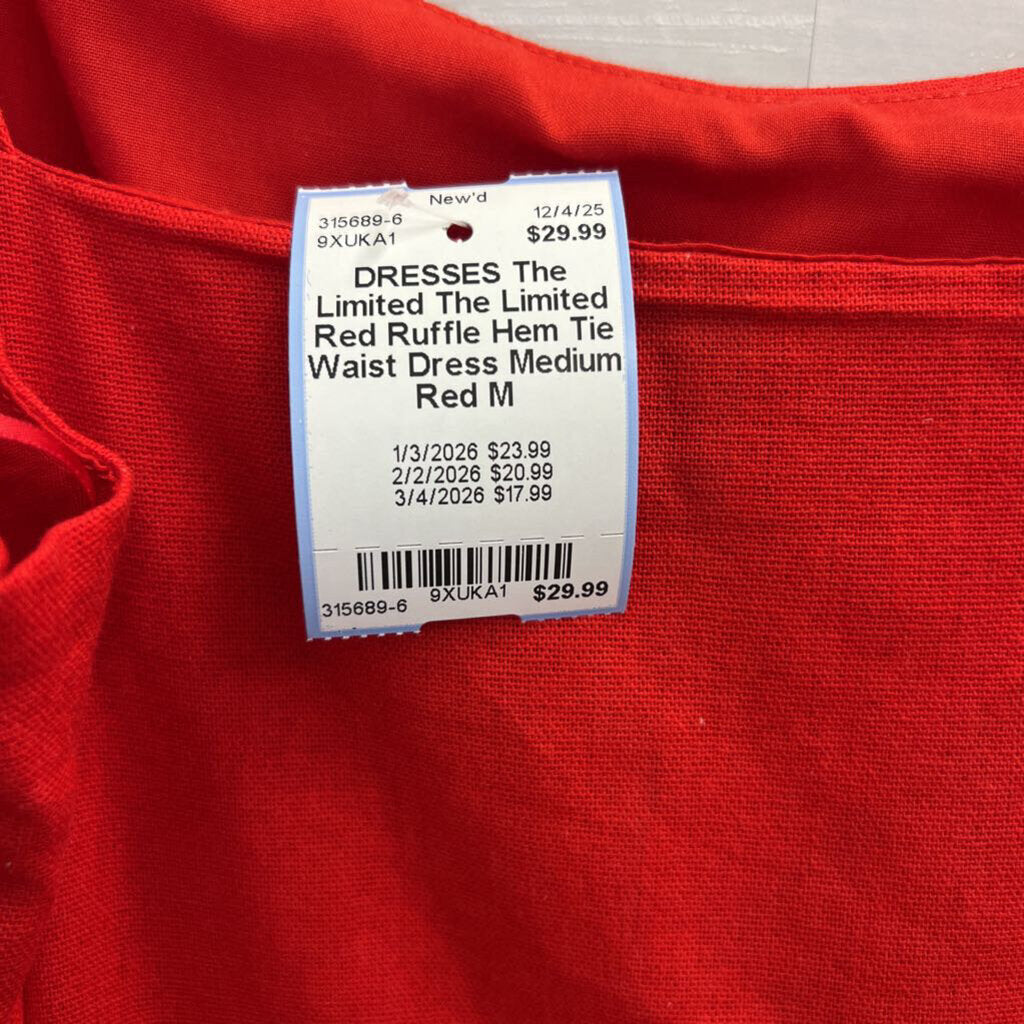 New'd
315689-6 12/4/25
9XUKA1 $29.99
DRESSES The
Limited The Limited
Red Ruffle Hem Tie
Waist Dress Medium
Red M
1/3/2026 $23.99
2/2/2026 $20.99
3/4/2026 $17.99
315689-6 9XUKA1 $29.99